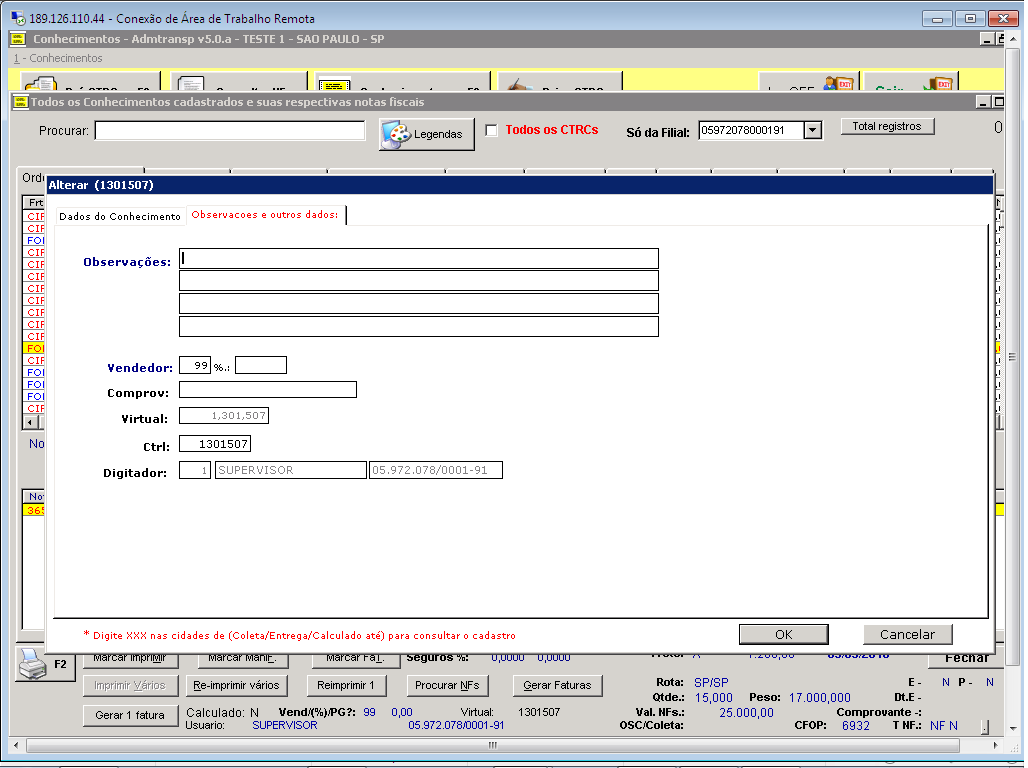 189.126.110.44 - Conexão de Área de Trabalho Remota
Conhecimentos - Admtransp v5.0.a - TESTE 1 - SAO PAULO - SP
1 - Conhecimentos
Todos os Conhecimentos cadastrados e suas respectivas notas fiscais
Procurar:
Legendas
Todos os CTRCs
Só da Filial:
05972078000191
Total registros
0
Alterar (1301507)
Dados do Conhecimento
Observacoes e outros dados:
Observações:
Vendedor: 99 %.:
Comprov:
Virtual: 1,301,507
Ctrl: 1301507
Digitador: 1 SUPERVISOR 05.972.078/0001-91
* Digite XXX nas cidades de (Coleta/Entrega/Calculado até) para consultar o cadastro
OK
Cancelar
F2
Marcar Imprimir
Marcar Manif.
Marcar Fat.
Seguros %: 0,0000 0,0000
Fechar
Imprimir Vários
Re-imprimir vários
Reimprimir 1
Procurar NFs
Gerar Faturas
Rota: SP/SP
E - N P - N
Qtde.: 15,000 Peso: 17.000,000 Dt.E -
Gerar 1 fatura
Calculado: N Vend/(%)/PG?: 99 0,00 Virtual: 1301507
Val. NFs.: 25.000,00 Comprovante -:
Usuario: SUPERVISOR 05.972.078/0001-91
OSC/Coleta: CFOP: 6932 T NF.: NF N